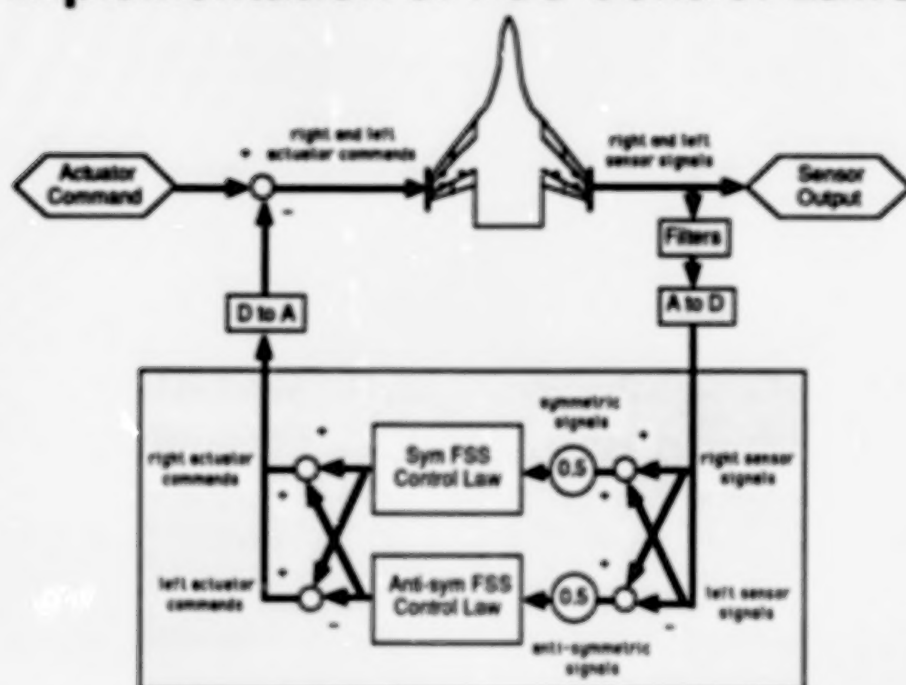 right and left
actuator commands
right and left
sensor signals
Actuator
Command
+
-
Sensor
Output
Filters
D to A
A to D
symmetric
signals
right actuator
commands
+
+
Sym FSS
Control Law
0.5
+
+
right sensor
signals
left actuator
commands
+
-
Anti-sym FSS
Control Law
0.5
+
-
left sensor
signals
anti-symmetric
signals